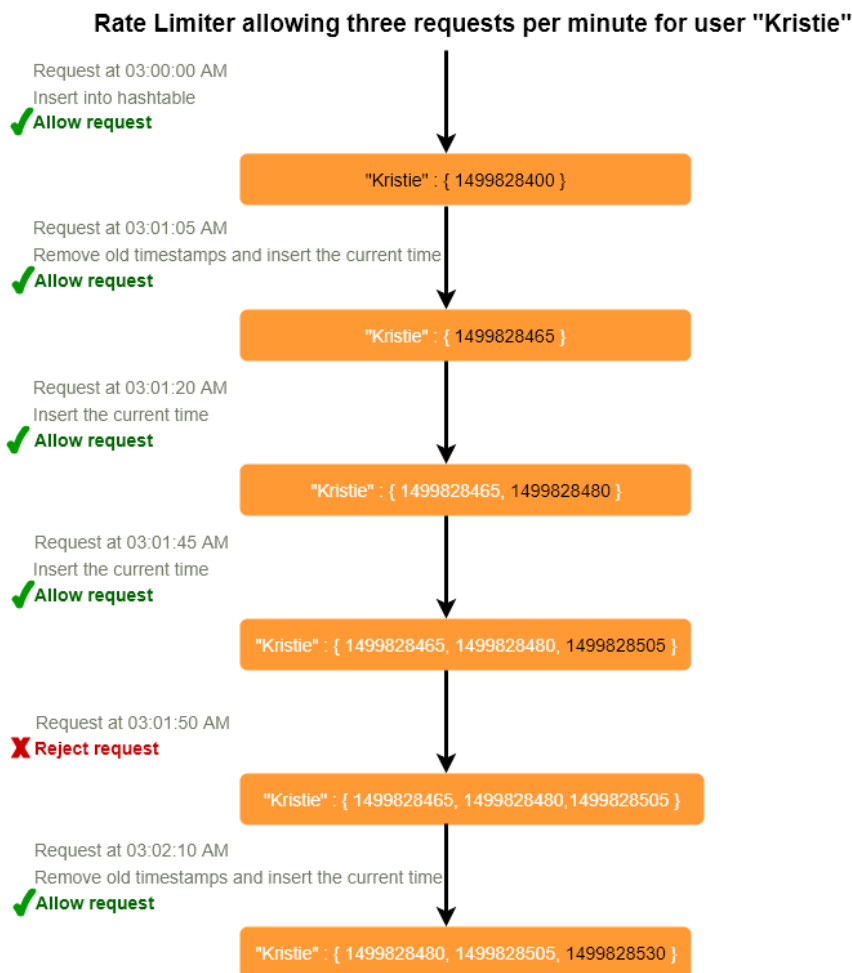 Rate Limiter allowing three requests per minute for user "Kristie"
Request at 03:00:00 AM
Insert into hashtable
Allow request
"Kristie" : { 1499828400 }
Request at 03:01:05 AM
Remove old timestamps and insert the current time
Allow request
"Kristie" : { 1499828465 }
Request at 03:01:20 AM
Insert the current time
Allow request
"Kristie" : { 1499828465, 1499828480 }
Request at 03:01:45 AM
Insert the current time
Allow request
"Kristie" : { 1499828465, 1499828480, 1499828505 }
Request at 03:01:50 AM
Reject request
"Kristie" : { 1499828465, 1499828480,1499828505 }
Request at 03:02:10 AM
Remove old timestamps and insert the current time
Allow request
"Kristie" : { 1499828480, 1499828505, 1499828530 }